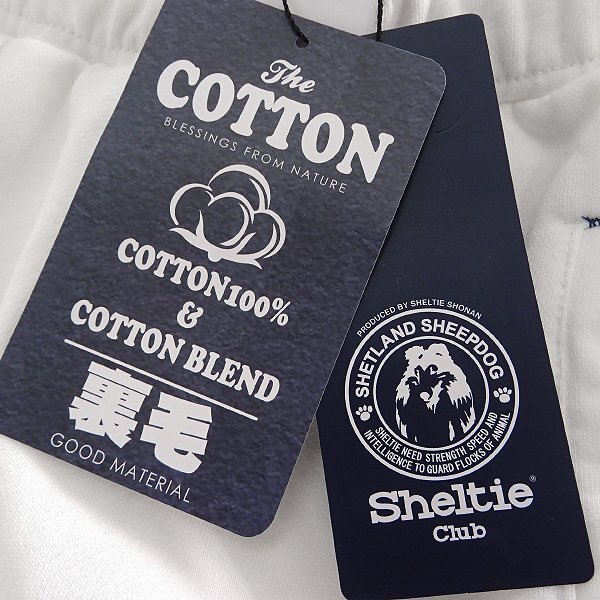 The
COTTON
BLESSINGS FROM NATURE
COTTON100%
&
COTTON BLEND
裏毛
GOOD MATERIAL
PRODUCED BY SHELTIE SHONAN
SHETLAND SHEEPDOG
SHELTIE NEED STRENGTH SPEED AND
INTELLIGENCE TO GUARD FLOCKS OF ANIMAL
Sheltie®
Club